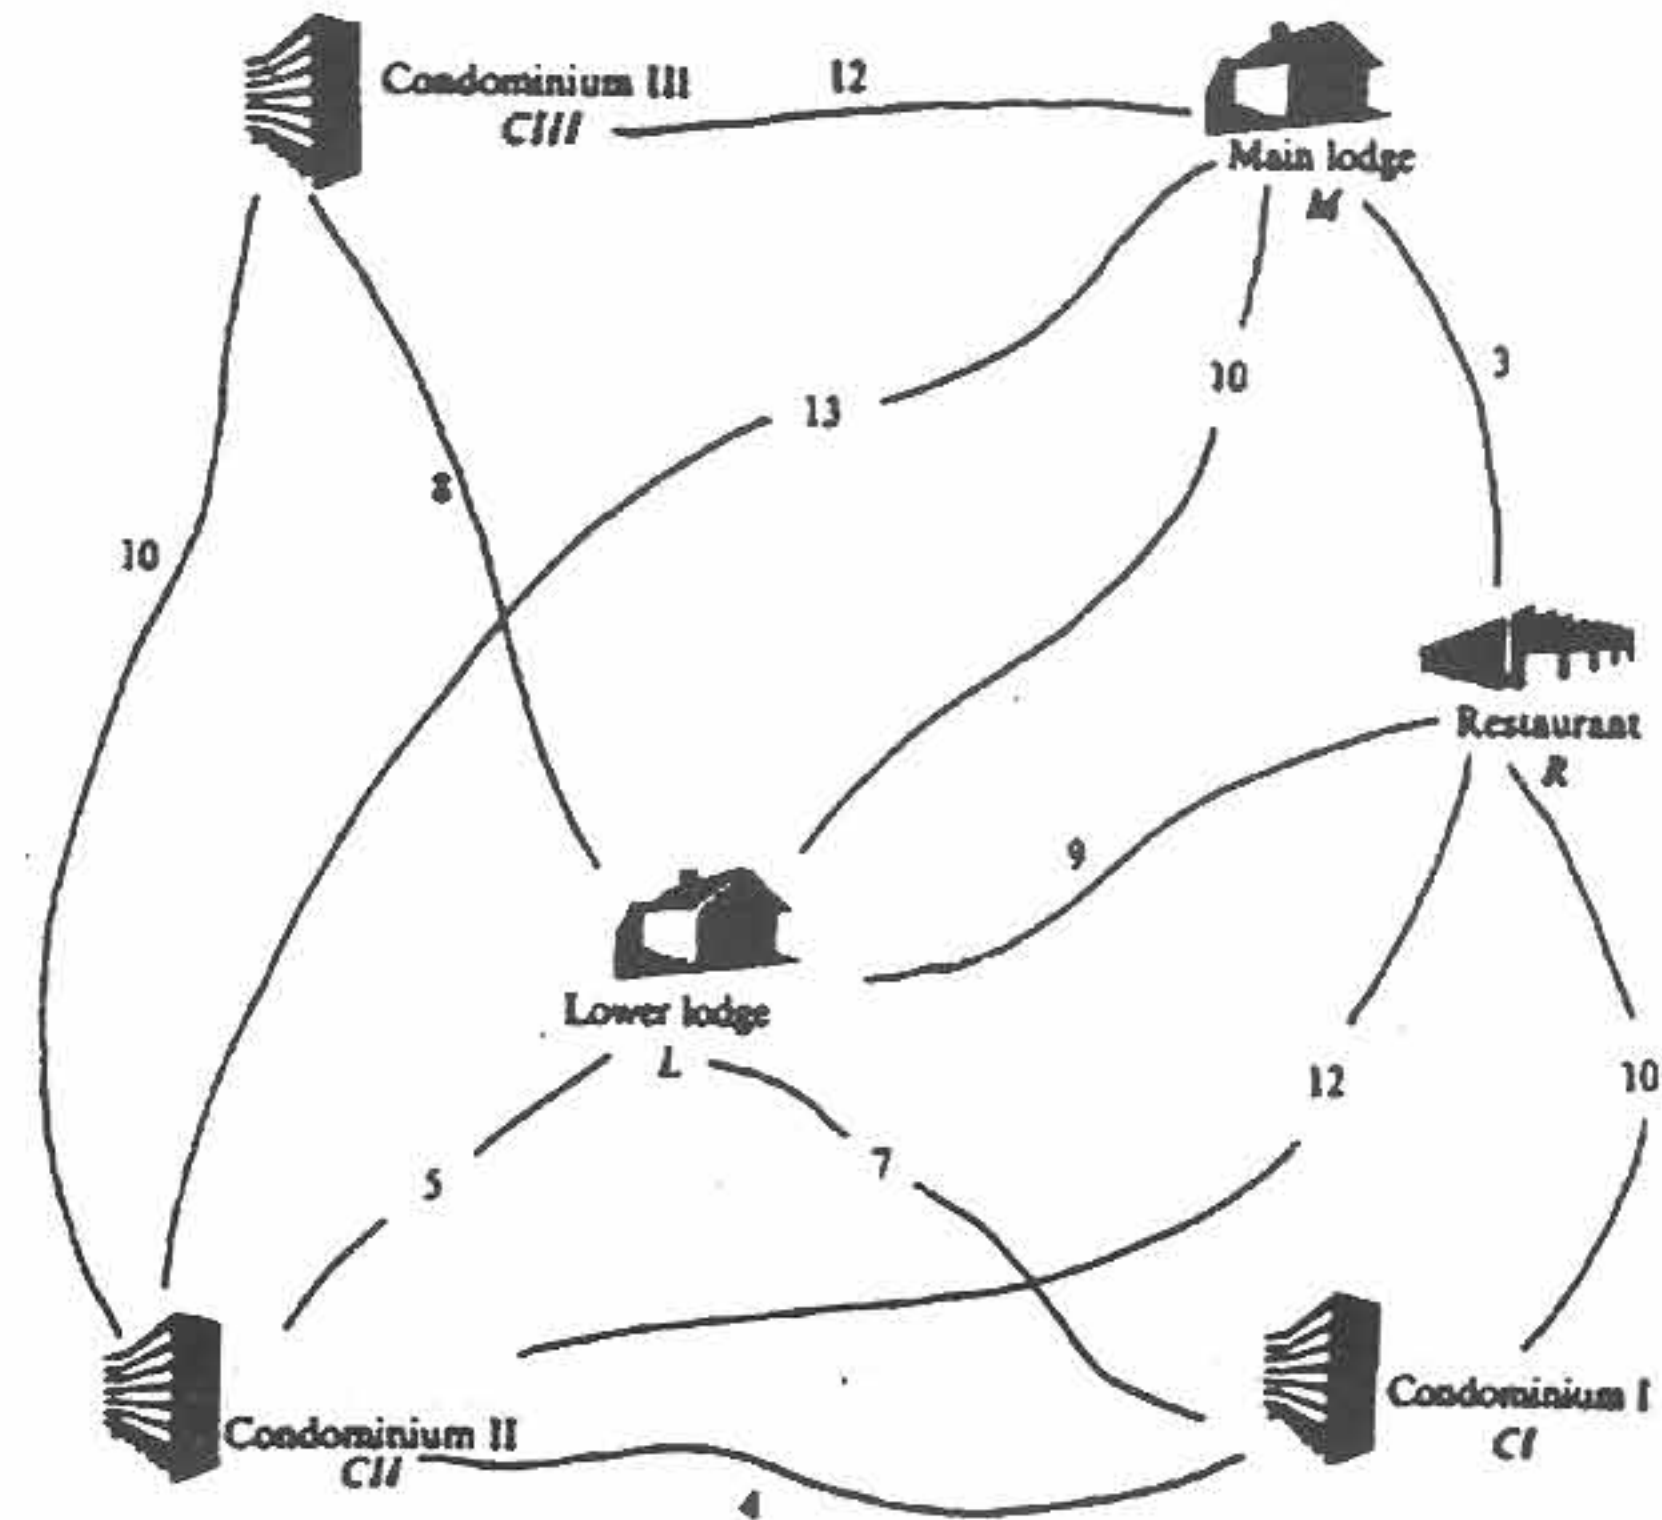 Condominium III
CIII
12
Main lodge
M
13
10
3
8
10
Restaurant
R
9
Lower lodge
L
12
10
5
7
Condominium II
CII
Condominium I
CI
4